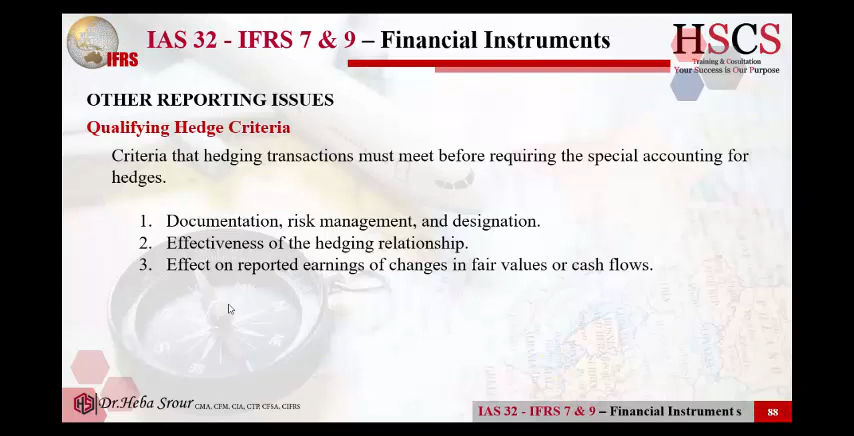 IFRS
IAS 32 - IFRS 7 & 9 – Financial Instruments
HSCS
Training & Cosultation
Your Success is Our Purpose
OTHER REPORTING ISSUES
Qualifying Hedge Criteria
Criteria that hedging transactions must meet before requiring the special accounting for
hedges.
1. Documentation, risk management, and designation.
2. Effectiveness of the hedging relationship.
3. Effect on reported earnings of changes in fair values or cash flows.
Dr.Heba Srour CMA, CFM, CIA, CTP, CFSA, CIFRS
IAS 32 - IFRS 7 & 9 – Financial Instrument s
88